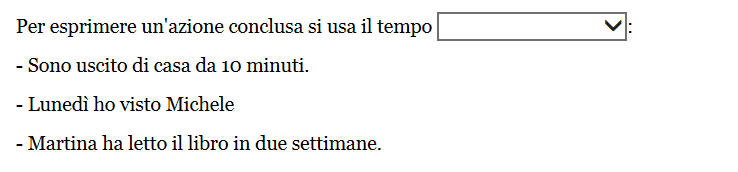 Per esprimere un'azione conclusa si usa il tempo :
- Sono uscito di casa da 10 minuti.
- Lunedì ho visto Michele
- Martina ha letto il libro in due settimane.